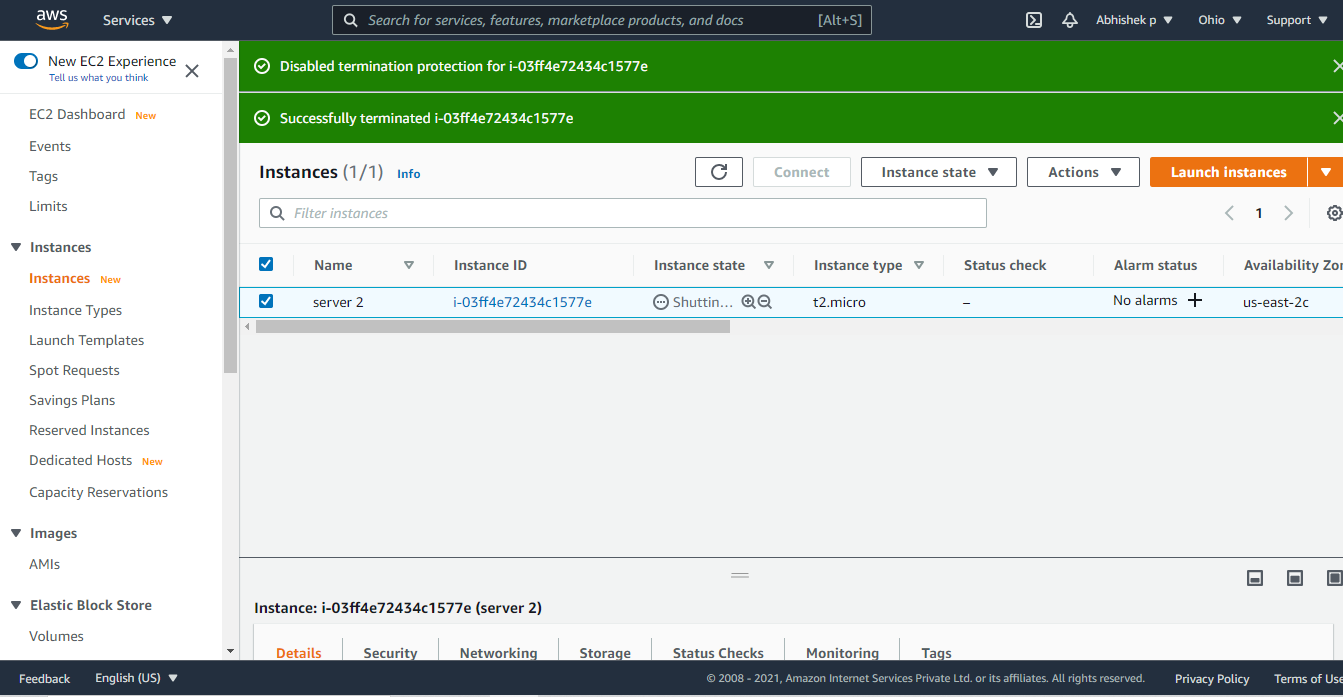 aws Services Search for services, features, marketplace products, and docs [Alt+S] Abhishek p Ohio Support
New EC2 Experience
Tell us what you think
EC2 Dashboard New
Events
Tags
Limits
Instances
Instances New
Instance Types
Launch Templates
Spot Requests
Savings Plans
Reserved Instances
Dedicated Hosts New
Capacity Reservations
Images
AMIs
Elastic Block Store
Volumes
Disabled termination protection for i-03ff4e72434c1577e
Successfully terminated i-03ff4e72434c1577e
Instances (1/1) Info Connect Instance state Actions Launch instances
Filter instances 1
Name Instance ID Instance state Instance type Status check Alarm status Availability Zon
server 2 i-03ff4e72434c1577e Shuttin... t2.micro – No alarms us-east-2c
Instance: i-03ff4e72434c1577e (server 2)
Details Security Networking Storage Status Checks Monitoring Tags
Feedback English (US) © 2008 - 2021, Amazon Internet Services Private Ltd. or its affiliates. All rights reserved. Privacy Policy Terms of Use